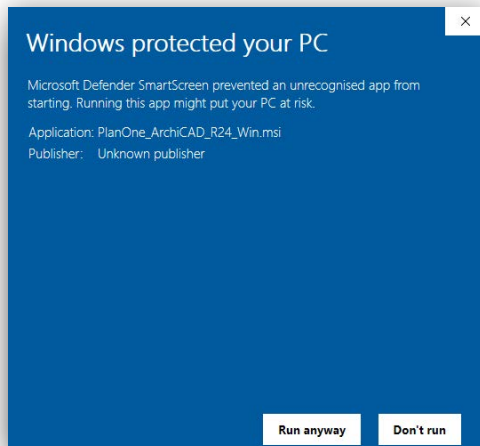 Windows protected your PC
Microsoft Defender SmartScreen prevented an unrecognised app from
starting. Running this app might put your PC at risk.
Application: PlanOne_ArchiCAD_R24_Win.msi
Publisher: Unknown publisher
Run anyway
Don't run